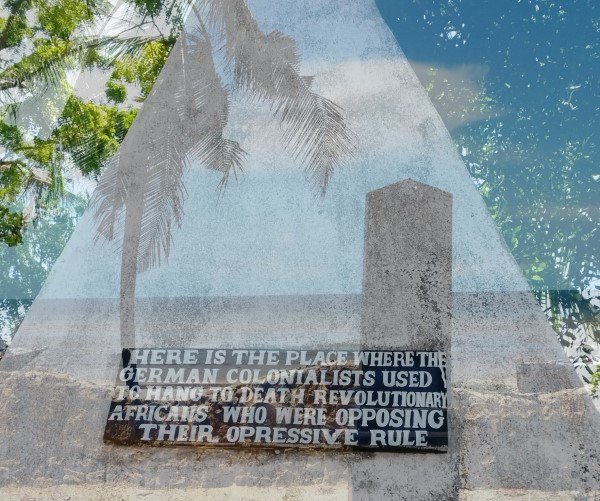 HERE IS THE PLACE WHERE THE
GERMAN COLONIALISTS USED
TO HANG TO DEATH REVOLUTIONARY
AFRICANS WHO WERE OPPOSING
THEIR OPRESSIVE RULE